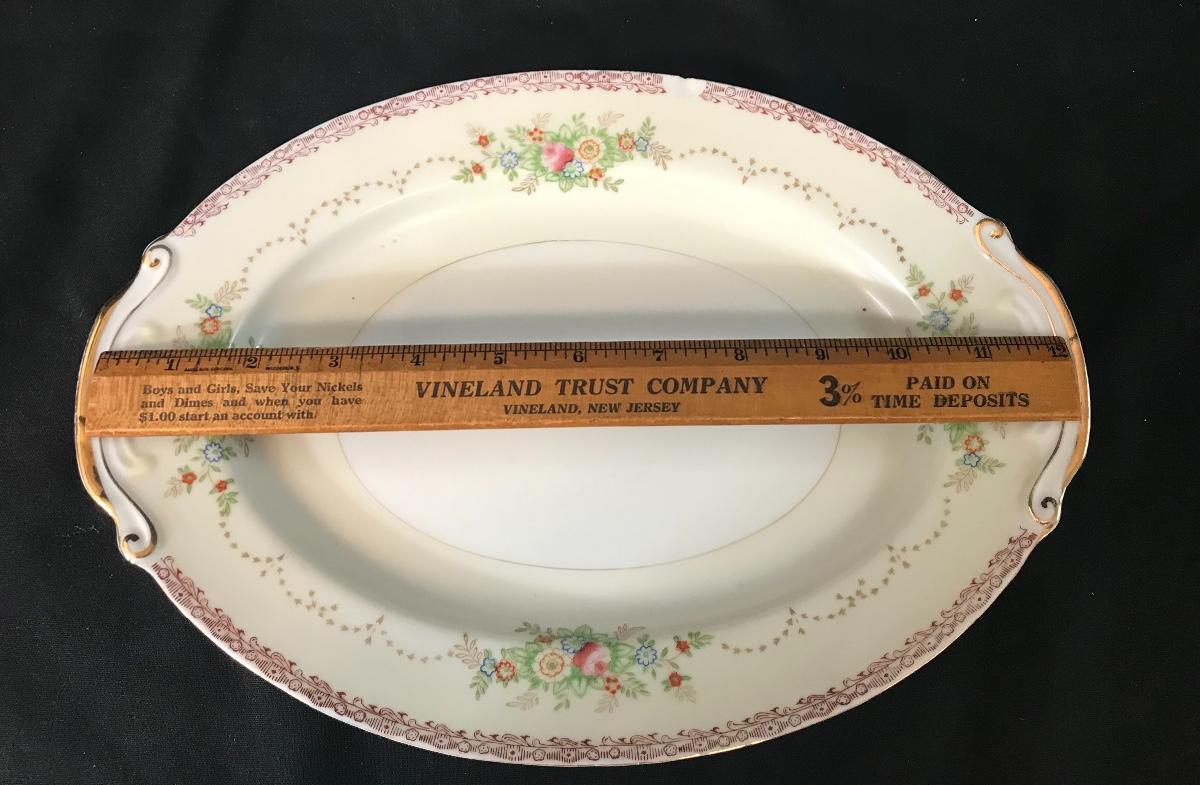 1 2 3 4 5 6 7 8 9 10 11 12
Boys and Girls, Save Your Nickels
and Dimes and when you have
$1.00 start an account with
VINELAND TRUST COMPANY
VINELAND, NEW JERSEY
3%
PAID ON
TIME DEPOSITS